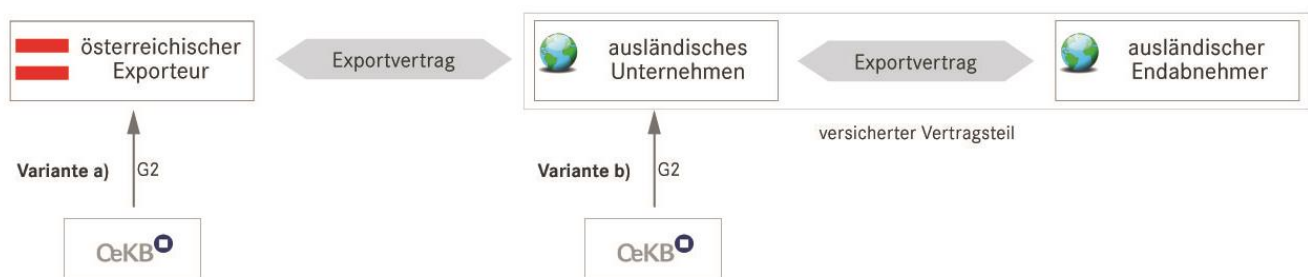 österreichischer
Exporteur
Exportvertrag
ausländisches
Unternehmen
Exportvertrag
ausländischer
Endabnehmer
versicherter Vertragsteil
Variante a)
G2
Variante b)
G2
OeKB
OeKB